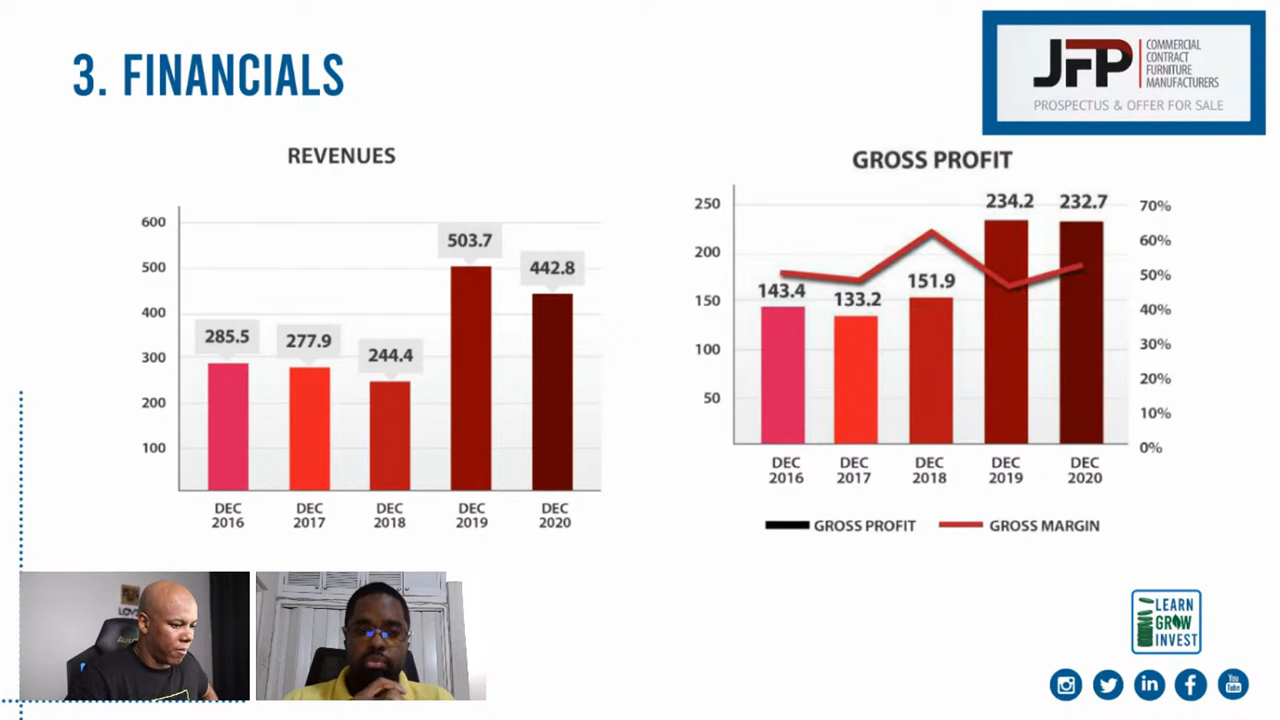 3. FINANCIALS
JFP
COMMERCIAL
CONTRACT
FURNITURE
MANUFACTURERS
PROSPECTUS & OFFER FOR SALE
REVENUES
600
500
400
300
200
100
285.5
277.9
244.4
503.7
442.8
DEC
2016
DEC
2017
DEC
2018
DEC
2019
DEC
2020
GROSS PROFIT
250
200
150
100
50
143.4
133.2
151.9
234.2
232.7
70%
60%
50%
40%
30%
20%
10%
0%
DEC
2016
DEC
2017
DEC
2018
DEC
2019
DEC
2020
GROSS PROFIT
GROSS MARGIN
LEARN
GROW
INVEST
You
Tube